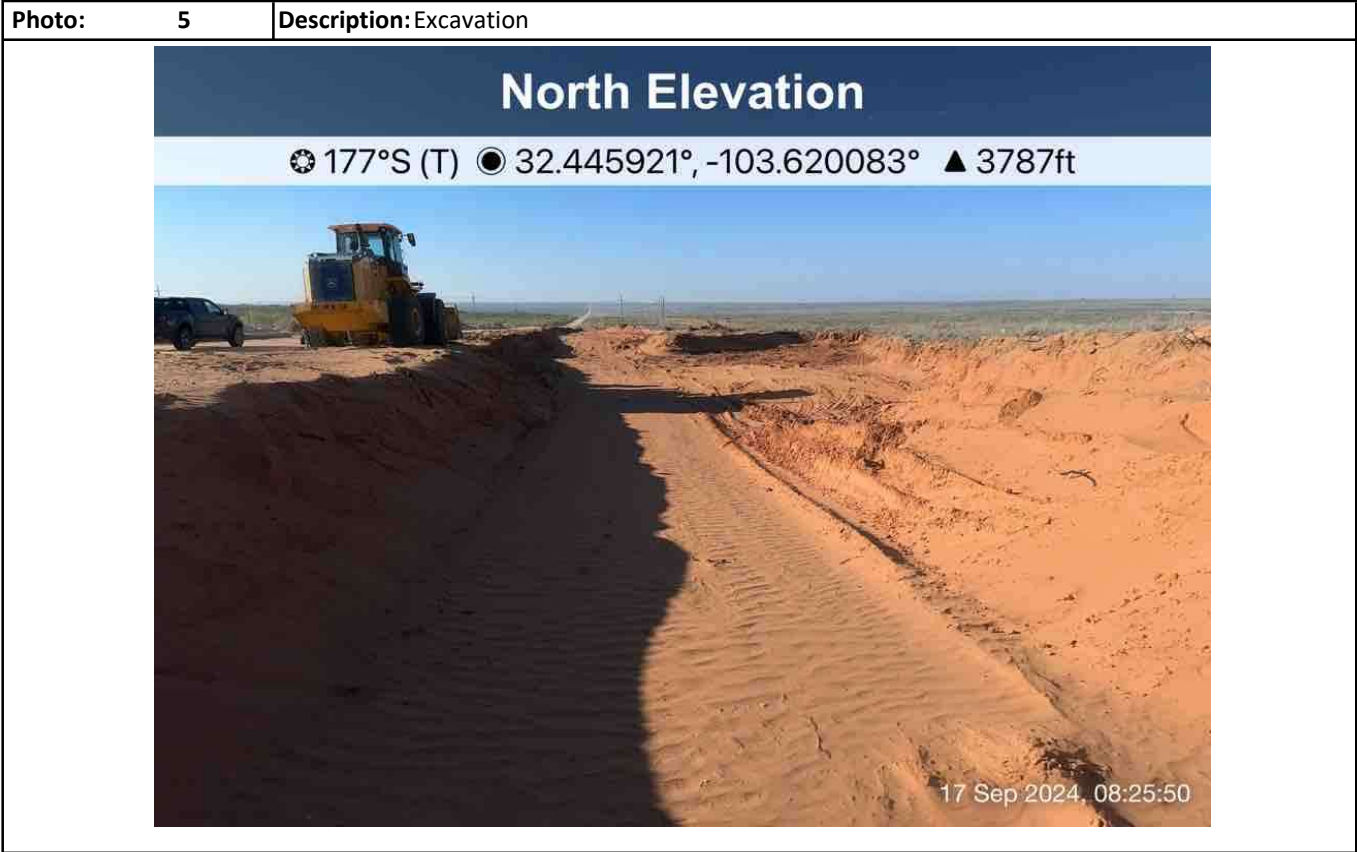 Photo: 5 Description: Excavation
North Elevation
177°S (T) 32.445921°, -103.620083° ▲ 3787ft
17 Sep 2024, 08:25:50